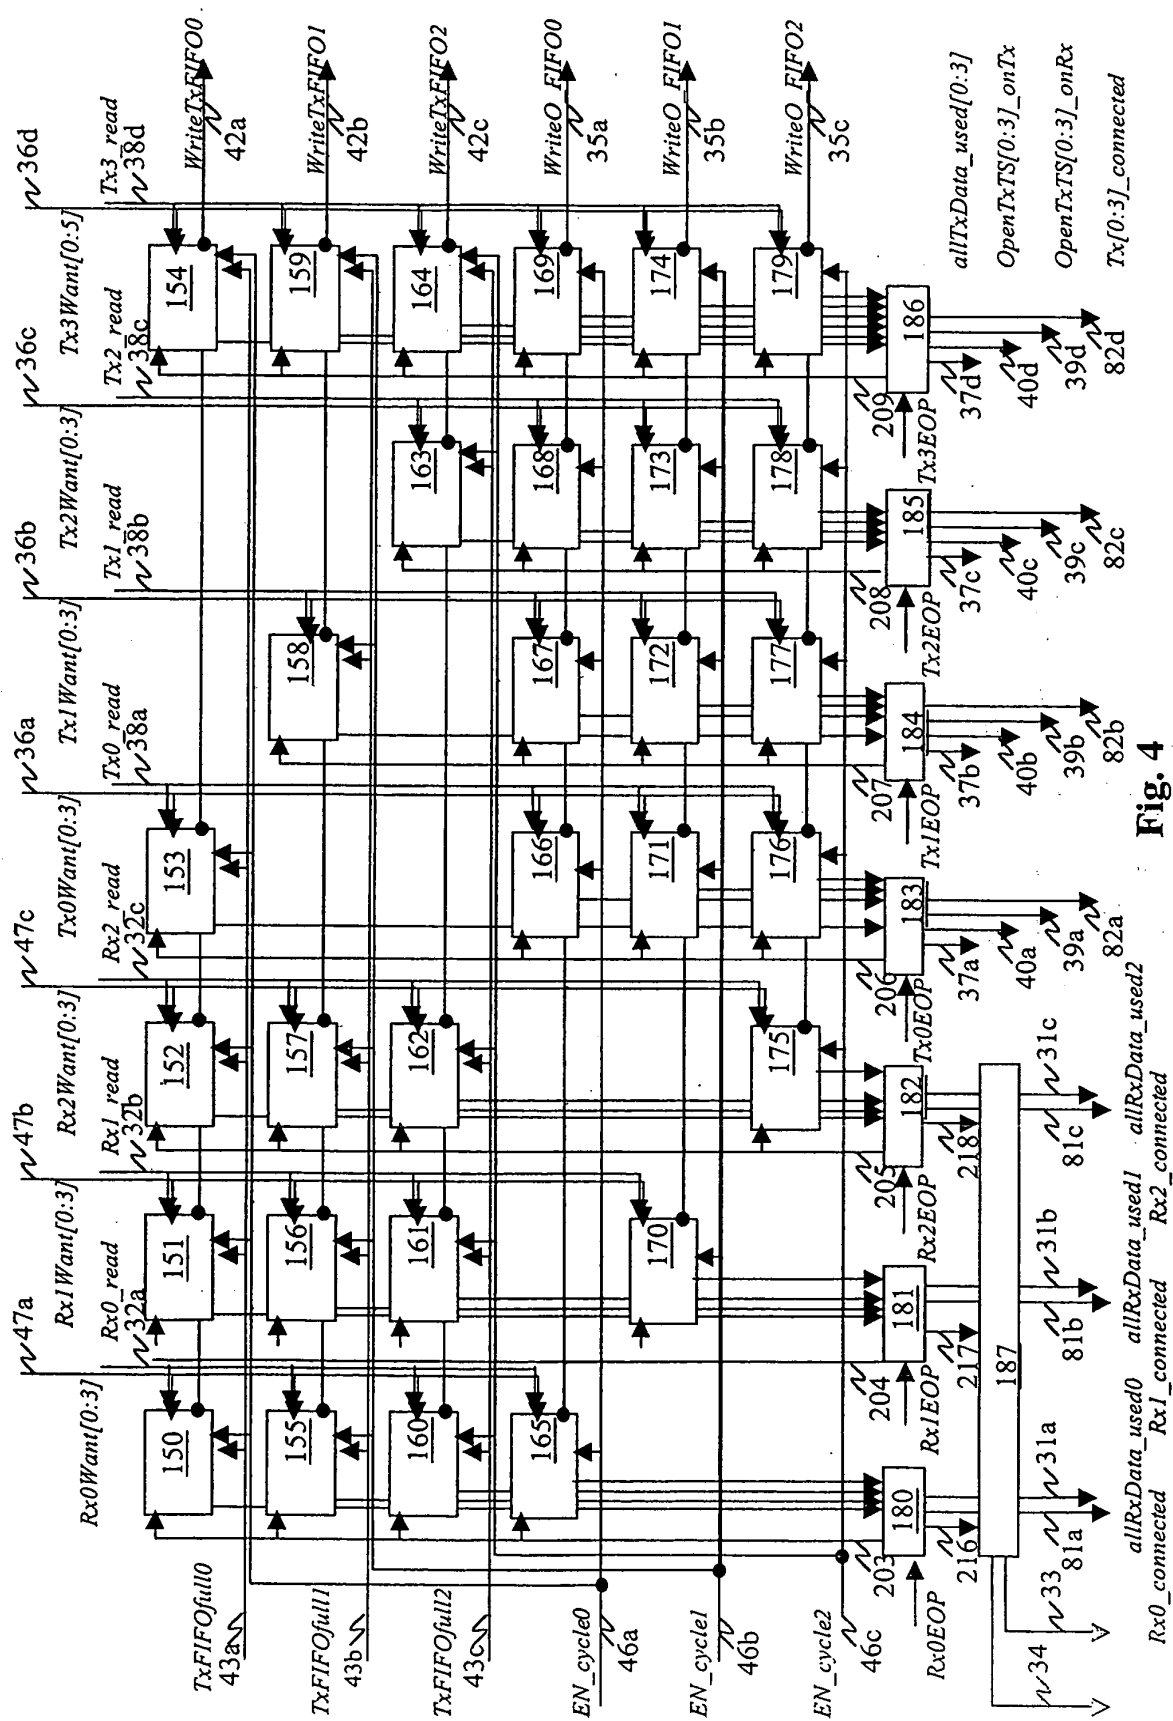 47a
47b
47c
36a
36b
36c
36d
Rx0Want[0:3]
Rx1Want[0:3]
Rx2Want[0:3]
Tx0Want[0:3]
Tx1Want[0:3]
Tx2Want[0:3]
Tx3Want[0:5]
Rx0_read
32a
Rx1_read
32b
Rx2_read
32c
Tx0_read
38a
Tx1_read
38b
Tx2_read
38c
Tx3_read
38d
TxFIFOfull0
43a
150
151
152
153
154
WriteTxFIFO0
42a
TxFIFOfull1
43b
155
156
157
158
159
WriteTxFIFO1
42b
TxFIFOfull2
43c
160
161
162
163
164
WriteTxFIFO2
42c
EN_cycle0
46a
165
166
167
168
169
WriteO_FIFO0
35a
EN_cycle1
46b
170
171
172
173
174
WriteO_FIFO1
35b
EN_cycle2
46c
175
176
177
178
179
WriteO_FIFO2
35c
203
204
205
206
207
208
209
180
181
182
183
184
185
186
Rx0EOP
Rx1EOP
Rx2EOP
Tx0EOP
Tx1EOP
Tx2EOP
Tx3EOP
216
217
218
37a
37b
37c
37d
allTxData_used[0:3]
187
40a
40b
40c
40d
OpenTxTS[0:3]_onTx
34
33
81a
31a
81b
31b
81c
31c
39a
39b
39c
39d
OpenTxTS[0:3]_onRx
82a
82b
82c
82d
Tx[0:3]_connected
allRxData_used0
allRxData_used1
allRxData_used2
Rx0_connected
Rx1_connected
Rx2_connected
Fig. 4